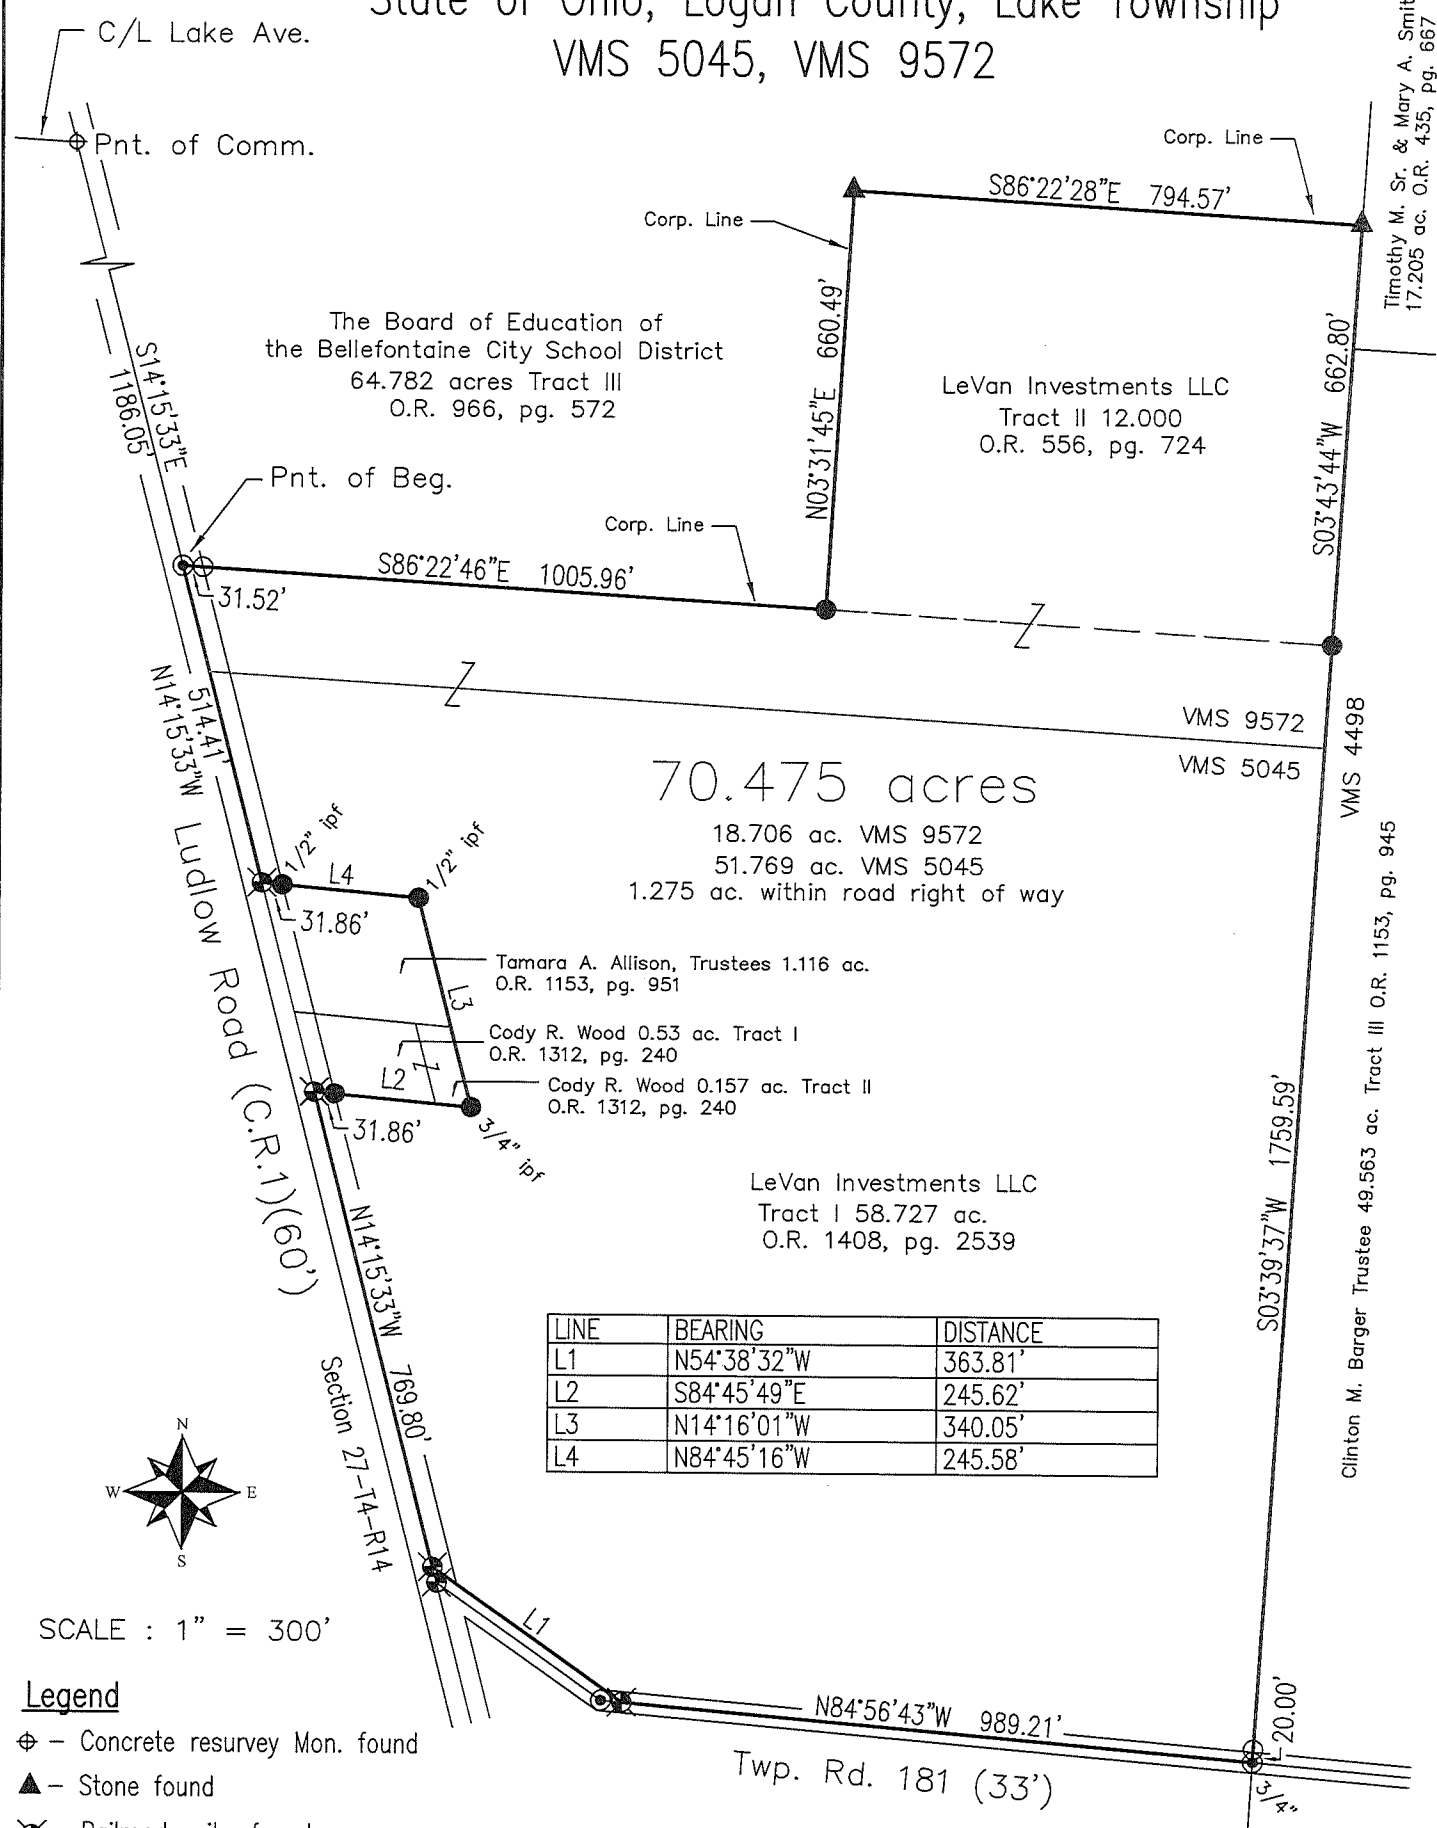 State of Ohio, Logan County, Lake Township
VMS 5045, VMS 9572
C/L Lake Ave.
Pnt. of Comm.
Corp. Line
S86°22'28"E 794.57'
Corp. Line
Timothy M. Sr. & Mary A.
17.205 ac. O.R. 435, pg. 667
The Board of Education of
the Bellefontaine City School District
64.782 acres Tract III
O.R. 966, pg. 572
N03°31'45"E 660.49'
LeVan Investments LLC
Tract II 12.000
O.R. 556, pg. 724
S03°43'44"W 662.80'
S14°15'33"E
1186.05'
Pnt. of Beg.
Corp. Line
S86°22'46"E 1005.96'
31.52'
N14°15'33"W
514.41'
VMS 9572
VMS 5045
VMS 4498
70.475 acres
18.706 ac. VMS 9572
51.769 ac. VMS 5045
1.275 ac. within road right of way
1/2" ipf
L4
1/2" ipf
31.86'
Ludlow Road (C.R.1)(60')
Tamara A. Allison, Trustees 1.116 ac.
O.R. 1153, pg. 951
L3
Cody R. Wood 0.53 ac. Tract I
O.R. 1312, pg. 240
L2
Cody R. Wood 0.157 ac. Tract II
O.R. 1312, pg. 240
31.86'
3/4" ipf
Clinton M. Barger Trustee 49.563 ac. Tract III O.R. 1153, pg. 945
S03°39'37"W 1759.59'
LeVan Investments LLC
Tract I 58.727 ac.
O.R. 1408, pg. 2539
N14°15'33"W 769.80'
Section 27-T4-R14
LINE BEARING DISTANCE
L1 N54°38'32"W 363.81'
L2 S84°45'49"E 245.62'
L3 N14°16'01"W 340.05'
L4 N84°45'16"W 245.58'
N
W E
S
SCALE : 1" = 300'
L1
N84°56'43"W 989.21'
20.00'
3/4"
Twp. Rd. 181 (33')
Legend
– Concrete resurvey Mon. found
– Stone found
– Railroad spike found